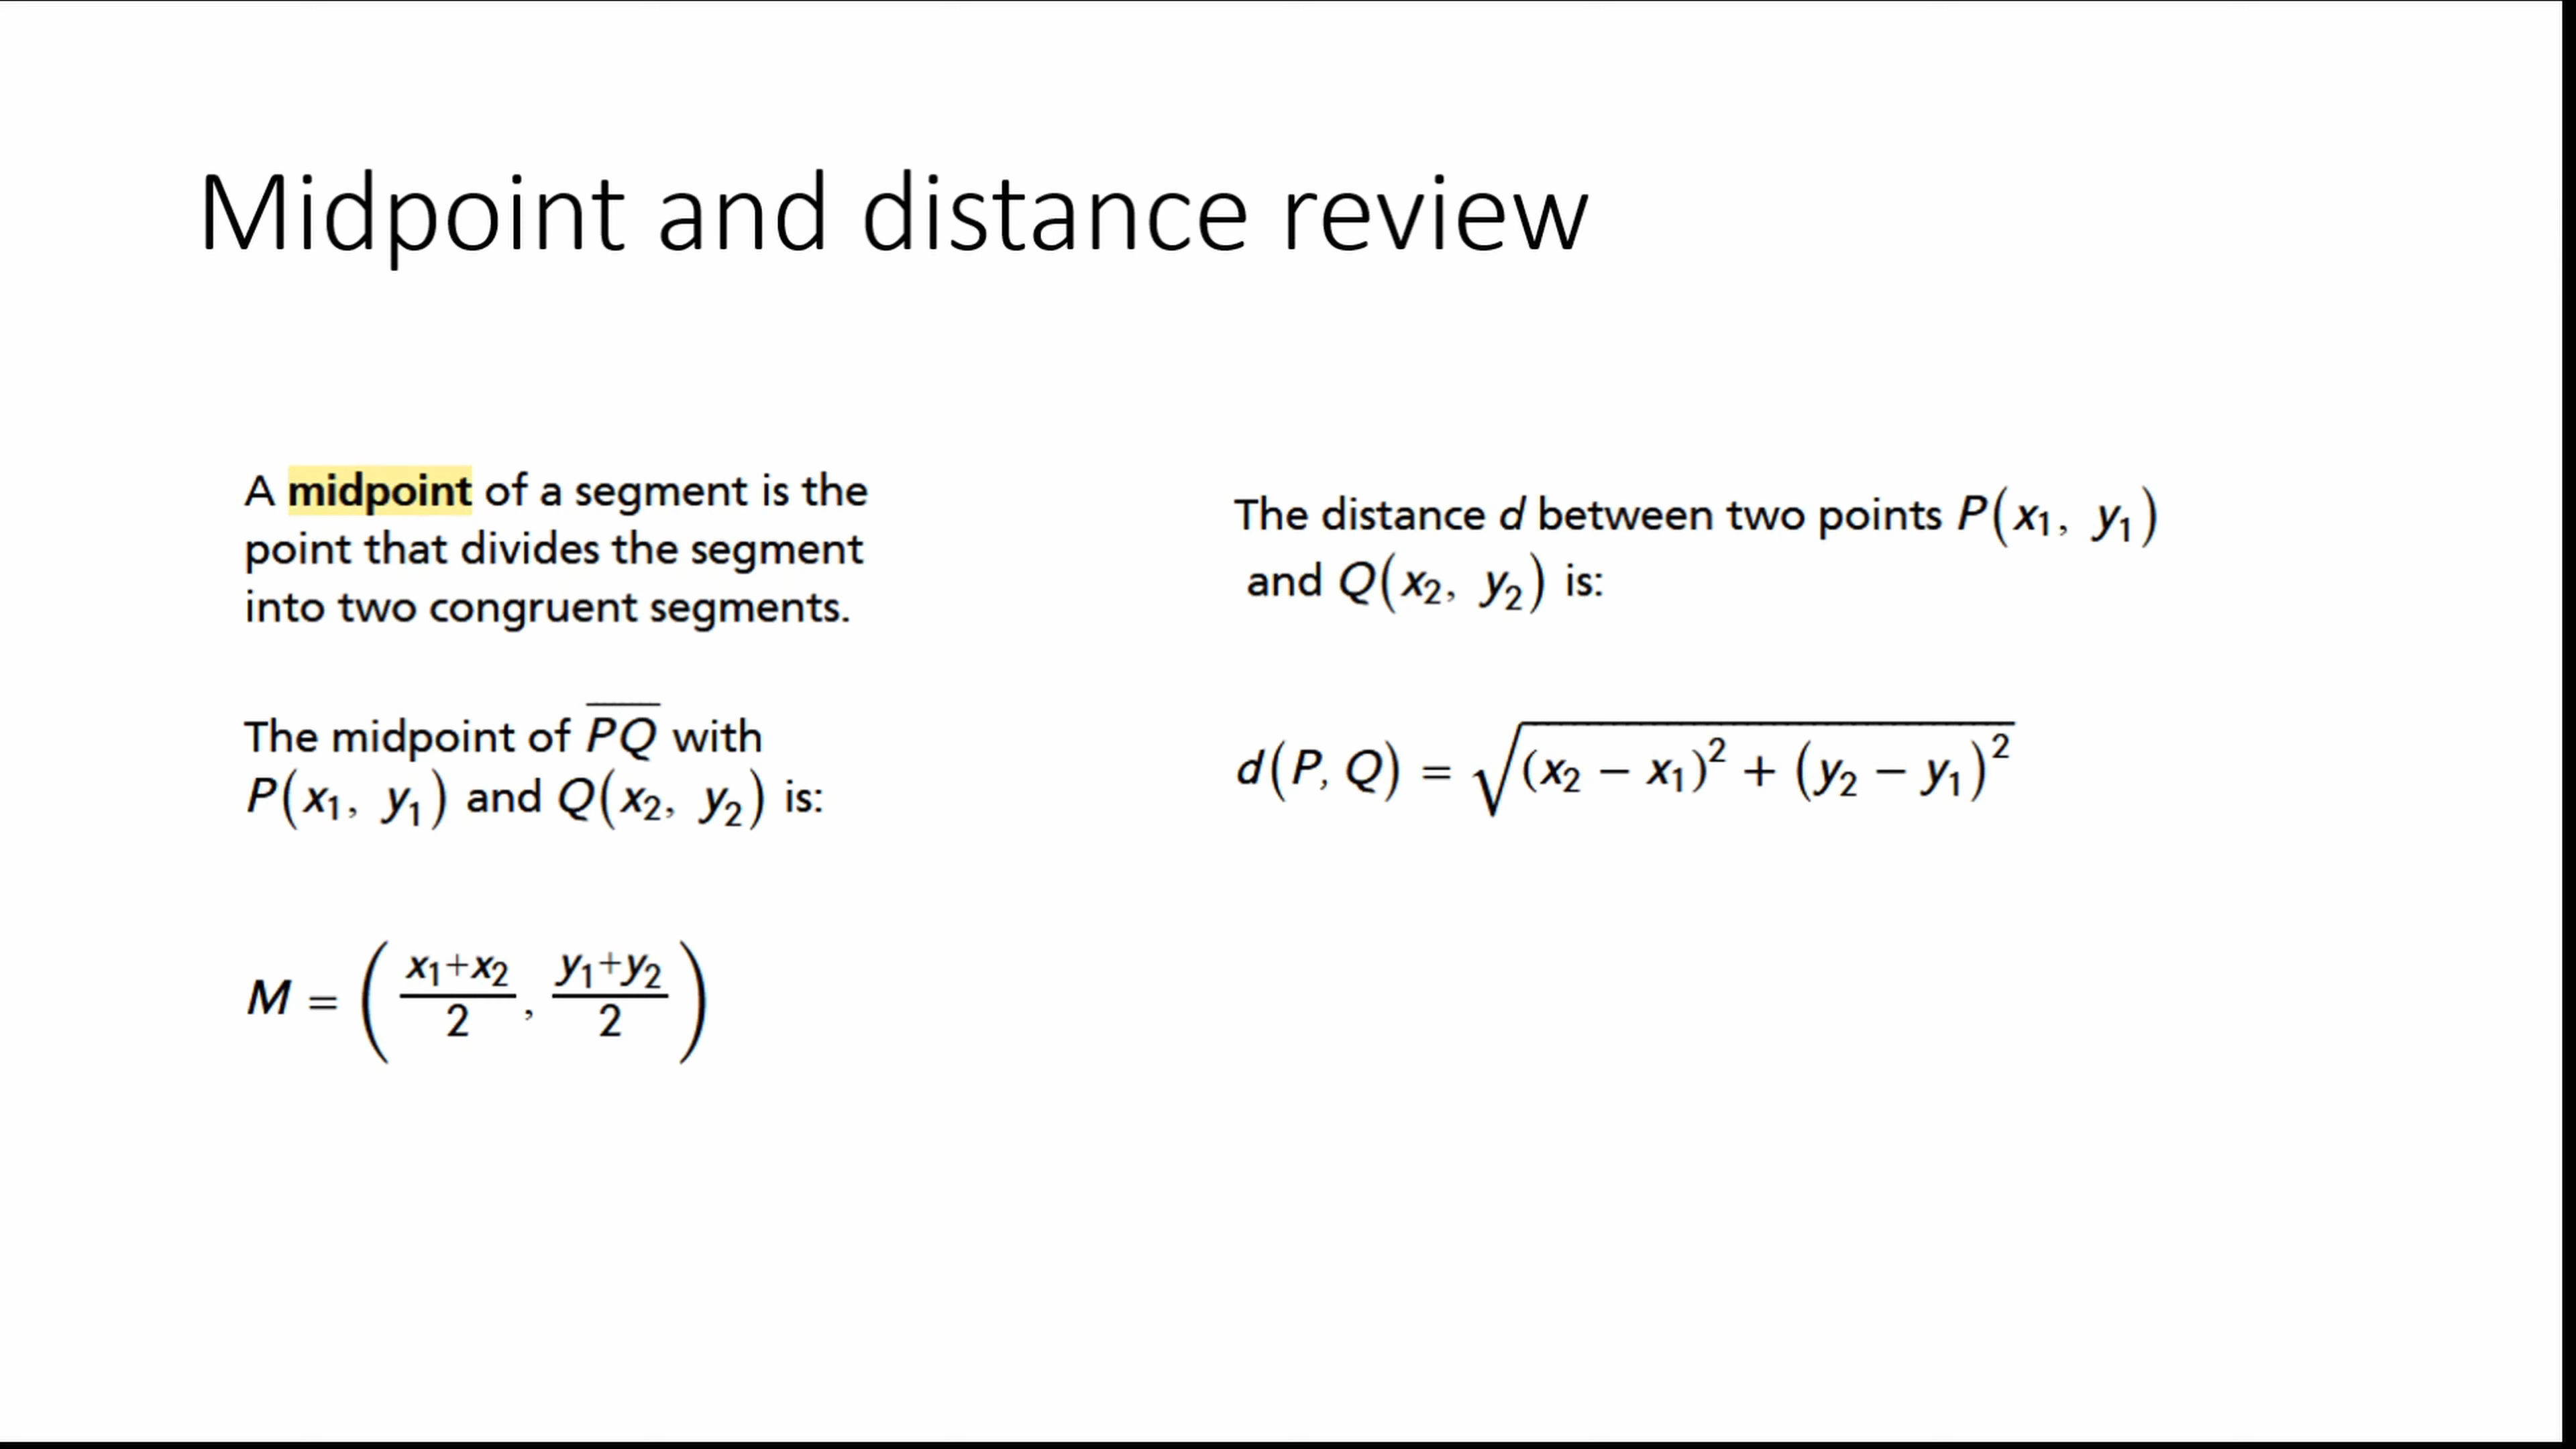 Midpoint and distance review
A midpoint of a segment is the
point that divides the segment
into two congruent segments.
The midpoint of \overline{PQ} with
P(x₁, y₁) and Q(x₂, y₂) is:
M = ( x₁+x₂ / 2 , y₁+y₂ / 2 )
The distance d between two points P(x₁, y₁)
and Q(x₂, y₂) is:
d(P, Q) = √((x₂ − x₁)² + (y₂ − y₁)²)